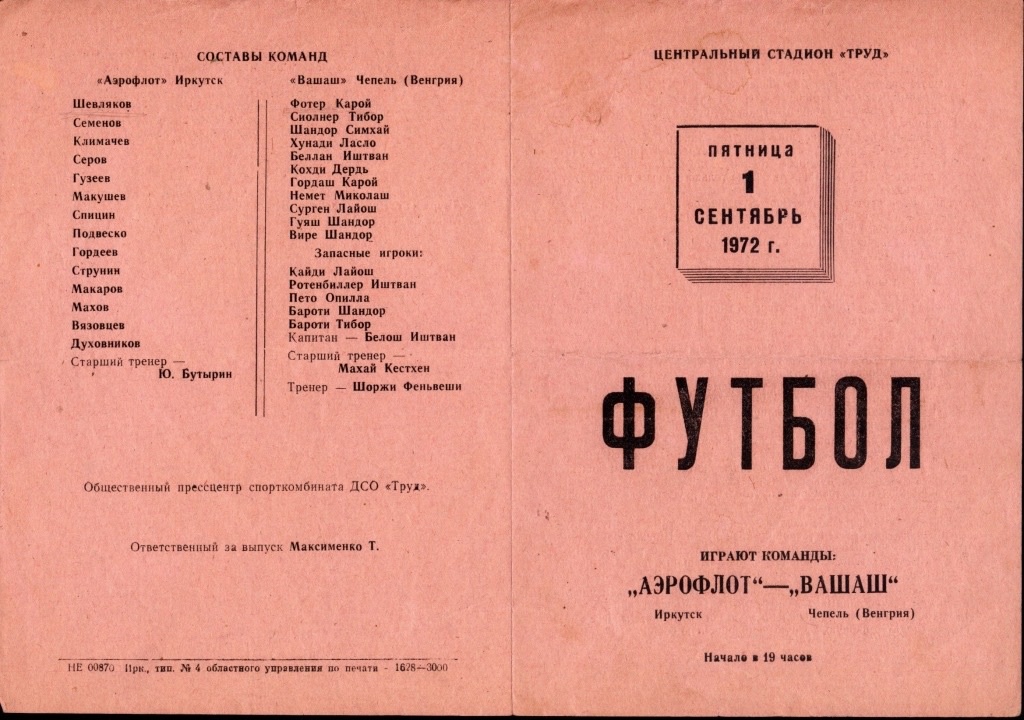 СОСТАВЫ КОМАНД
«Аэрофлот» Иркутск
Шевляков
Семенов
Климачев
Серов
Гузеев
Макушев
Спицин
Подвеско
Гордеев
Струнин
Макаров
Махов
Вязовцев
Духовников
Старший тренер —
Ю. Бутырин
«Вашаш» Чепель (Венгрия)
Фотер Карой
Сиолнер Тибор
Шандор Симхай
Хунади Ласло
Беллан Иштван
Кохди Дердь
Гордаш Карой
Немет Миколаш
Сурген Лайош
Гуяш Шандор
Вире Шандор
Запасные игроки:
Кайди Лайош
Ротенбиллер Иштван
Пето Опилла
Бароти Шандор
Бароти Тибор
Капитан — Белош Иштван
Старший тренер —
Махай Кестхен
Тренер — Шоржи Феньвеши
Общественный прессцентр спорткомбината ДСО «Труд».
Ответственный за выпуск Максименко Т.
НЕ 00870 Ирк., тип. № 4 областного управления по печати - 1628—3000
ЦЕНТРАЛЬНЫЙ СТАДИОН «ТРУД»
ПЯТНИЦА
1
СЕНТЯБРЬ
1972 г.
ФУТБОЛ
ИГРАЮТ КОМАНДЫ:
„АЭРОФЛОТ“—„ВАШАШ“
Иркутск Чепель (Венгрия)
Начало в 19 часов